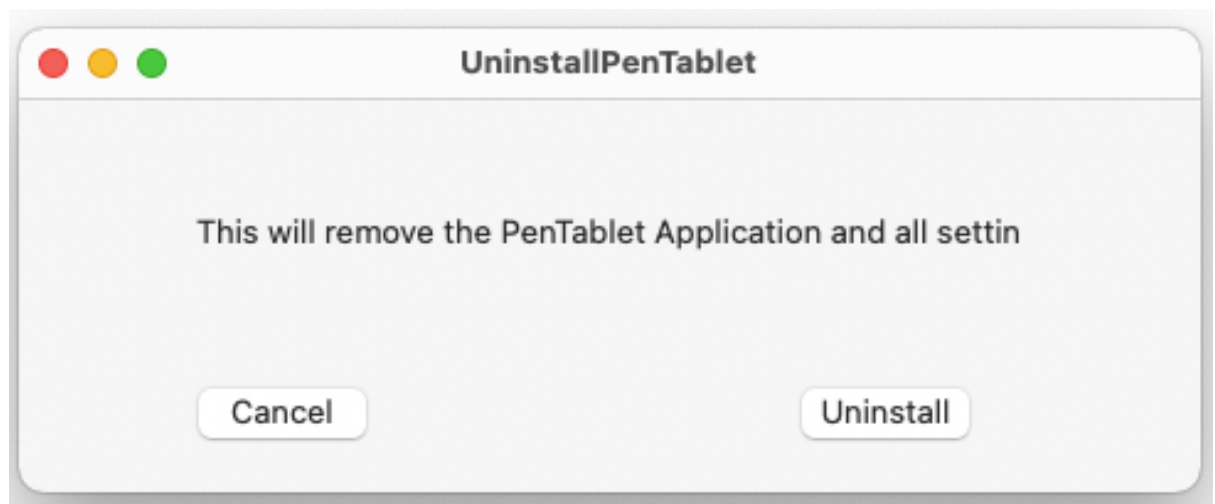 UninstallPenTablet
This will remove the PenTablet Application and all settin
Cancel
Uninstall